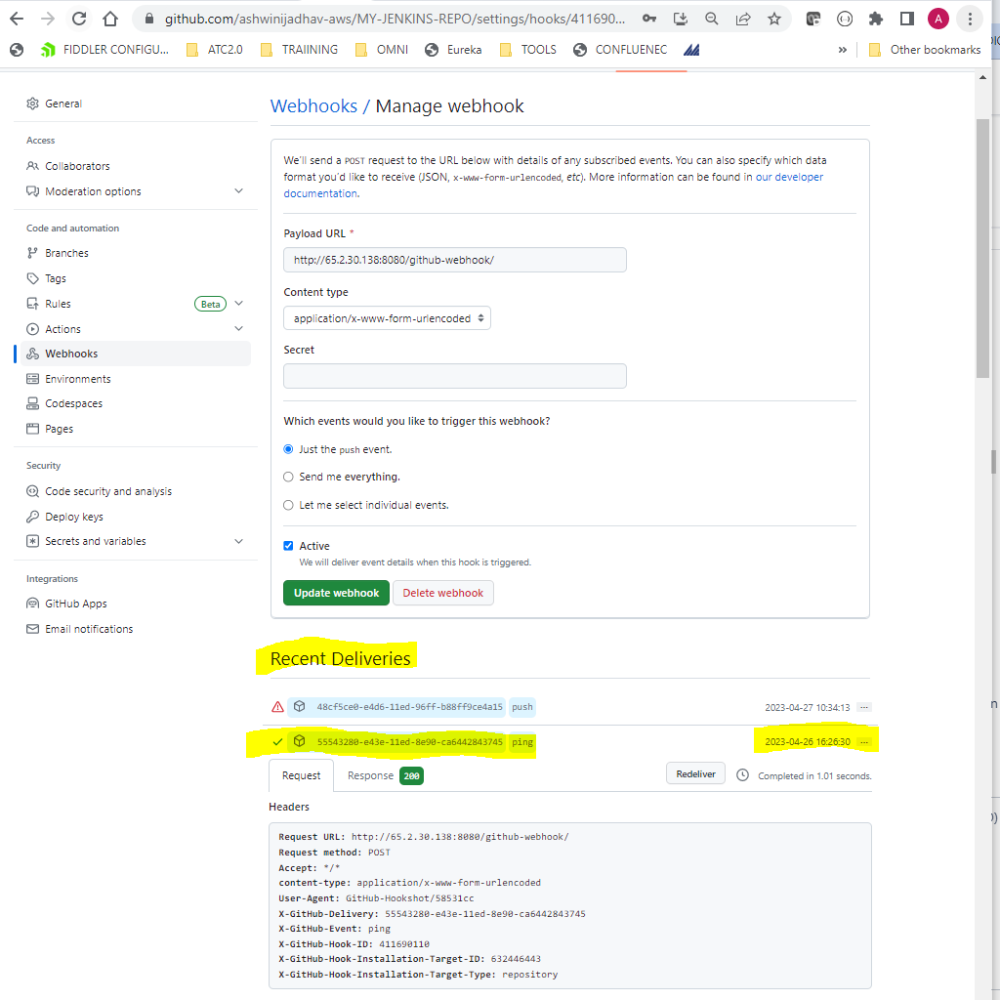 github.com/ashwinijadhav-aws/MY-JENKINS-REPO/settings/hooks/411690...
A
FIDDLER CONFIGU... ATC2.0 TRAIINING OMNI Eureka TOOLS CONFLUENEC » Other bookmarks
General
Access
Collaborators
Moderation options
Code and automation
Branches
Tags
Rules Beta
Actions
Webhooks
Environments
Codespaces
Pages
Security
Code security and analysis
Deploy keys
Secrets and variables
Integrations
GitHub Apps
Email notifications
Webhooks / Manage webhook
We'll send a POST request to the URL below with details of any subscribed events. You can also specify which data
format you'd like to receive (JSON, x-www-form-urlencoded, etc). More information can be found in our developer
documentation.
Payload URL *
http://65.2.30.138:8080/github-webhook/
Content type
application/x-www-form-urlencoded
Secret
Which events would you like to trigger this webhook?
Just the push event.
Send me everything.
Let me select individual events.
Active
We will deliver event details when this hook is triggered.
Update webhook Delete webhook
Recent Deliveries
48cf5ce0-e4d6-11ed-96ff-b88ff9ce4a15 push 2023-04-27 10:34:13 ...
55543280-e43e-11ed-8e90-ca6442843745 ping 2023-04-26 16:26:30 ...
Request Response 200 Redeliver Completed in 1.01 seconds.
Headers
Request URL: http://65.2.30.138:8080/github-webhook/
Request method: POST
Accept: */*
content-type: application/x-www-form-urlencoded
User-Agent: GitHub-Hookshot/58531cc
X-GitHub-Delivery: 55543280-e43e-11ed-8e90-ca6442843745
X-GitHub-Event: ping
X-GitHub-Hook-ID: 411690110
X-GitHub-Hook-Installation-Target-ID: 632446443
X-GitHub-Hook-Installation-Target-Type: repository